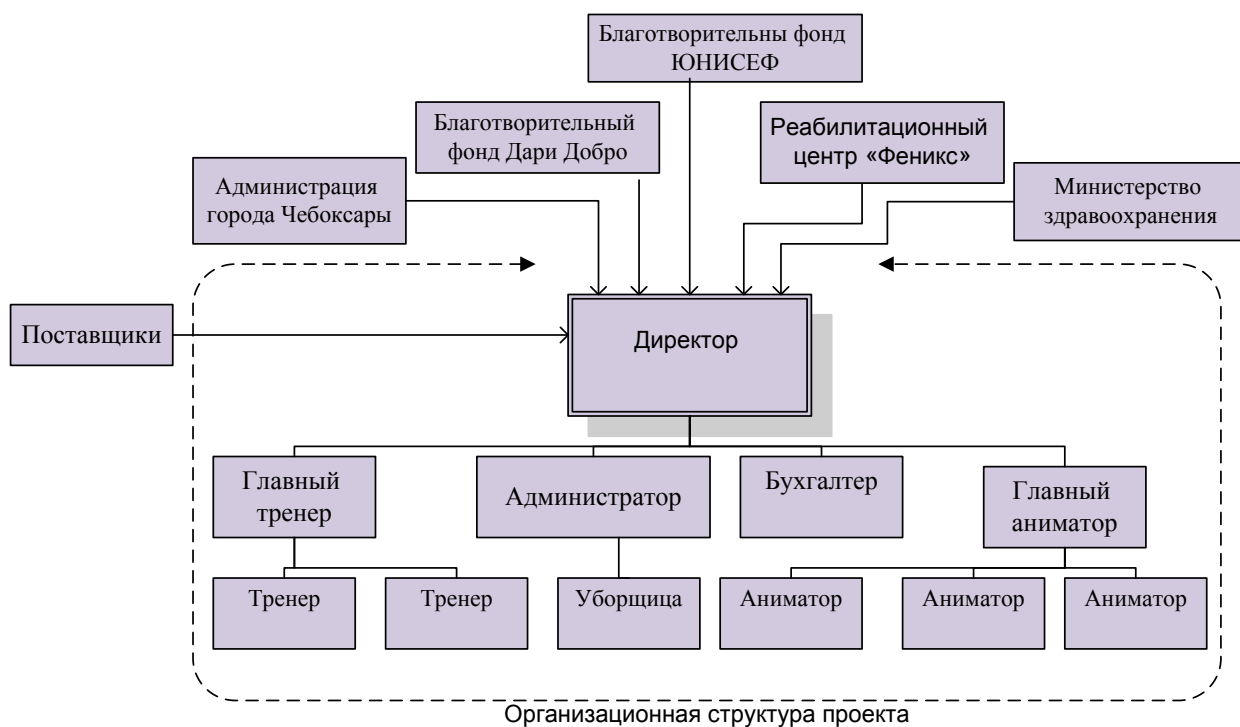 Благотворительны фонд
ЮНИСЕФ
Благотворительный
фонд Дари Добро
Реабилитационный
центр «Феникс»
Администрация
города Чебоксары
Министерство
здравоохранения
Поставщики
Директор
Главный
тренер
Администратор
Бухгалтер
Главный
аниматор
Тренер
Тренер
Уборщица
Аниматор
Аниматор
Аниматор
Организационная структура проекта